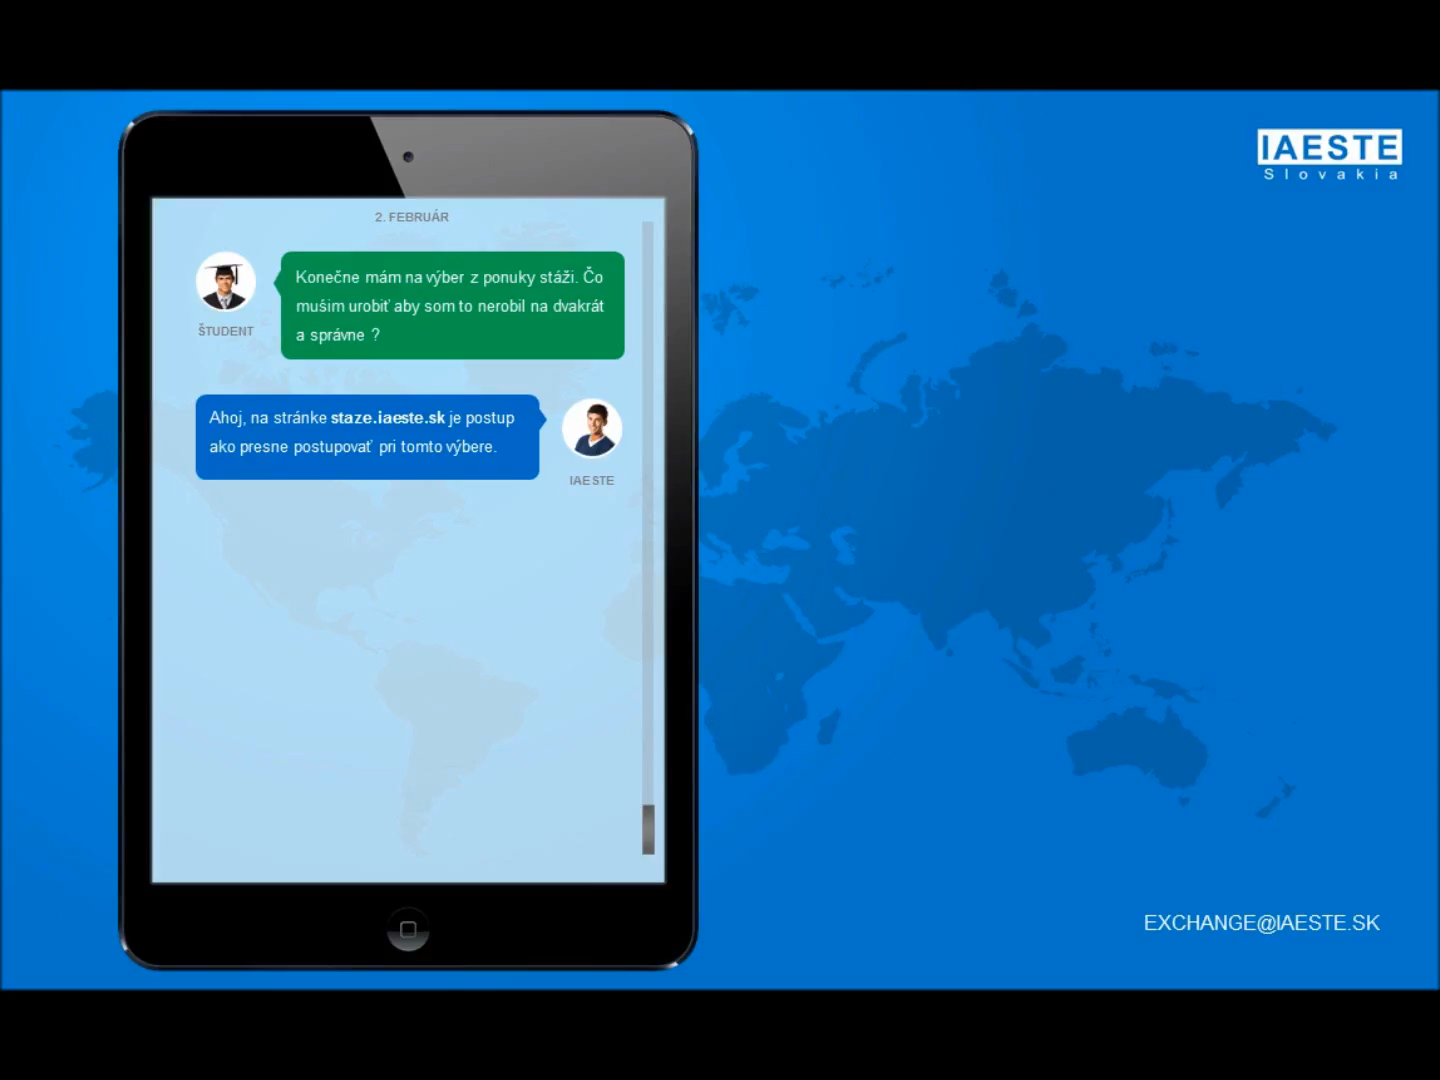 IAESTE
Slovakia
2. FEBRUÁR
Konečne mám na výber z ponuky stáži. Čo
mušim urobiť aby som to nerobil na dvakrát
a správne ?
ŠTUDENT
Ahoj, na stránke staze.iaeste.sk je postup
ako presne postupovať pri tomto výbere.
IAESTE
EXCHANGE@IAESTE.SK